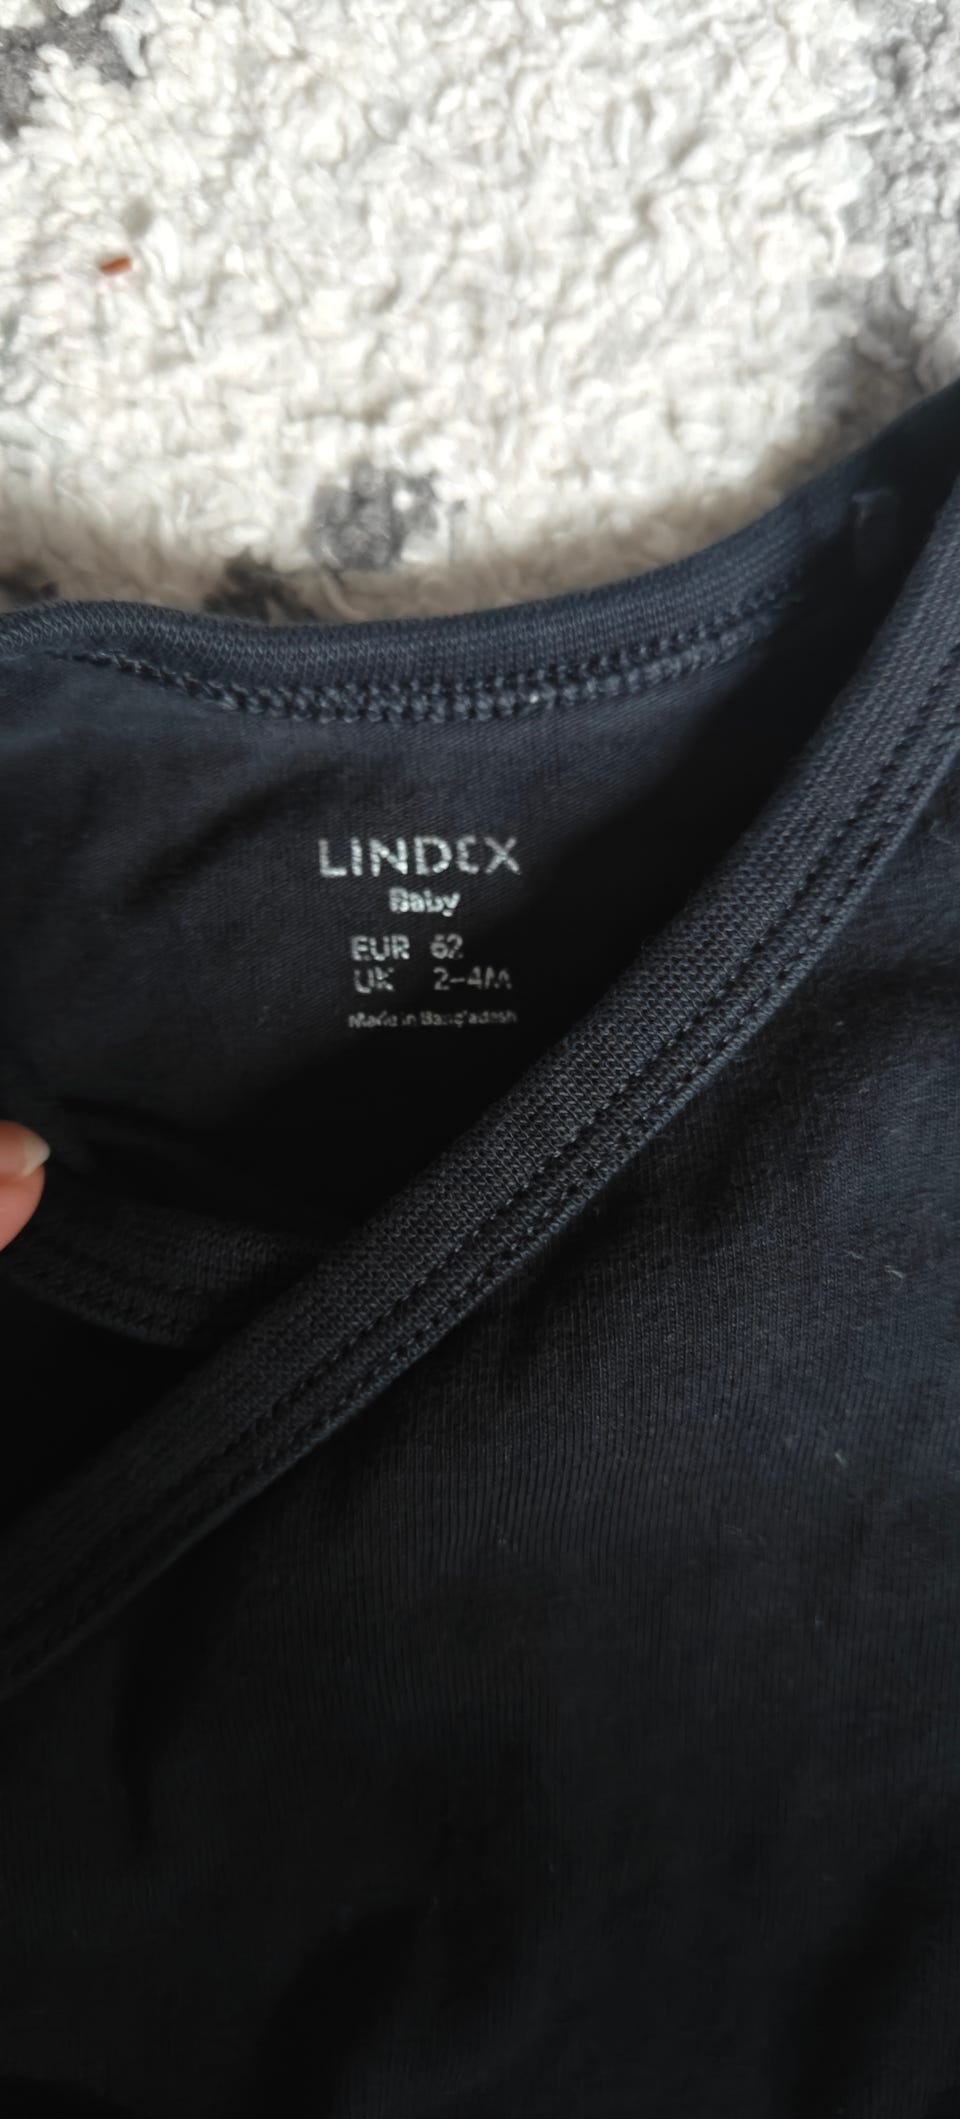 LINDEX
Baby
EUR 62
UK 2-4M
Made in Bangladesh